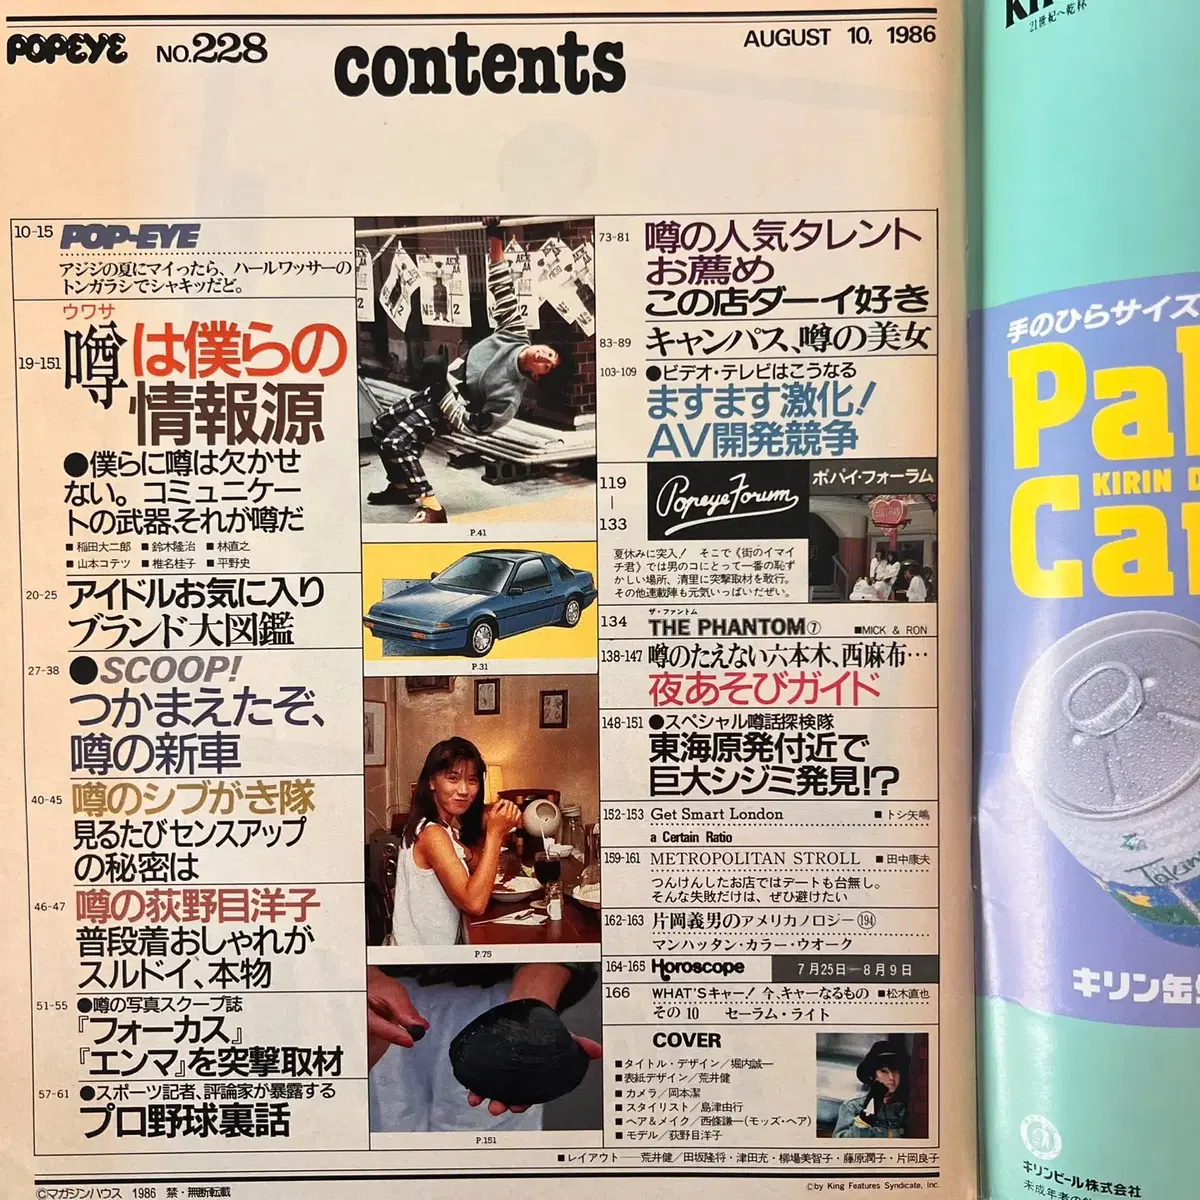 POPEYE NO.228
contents
AUGUST 10, 1986
10-15 POP-EYE
アジジの夏にマイったら、ハールワッサーの
トンガラシでシャキッだど。
19-151
ウワサ
噂は僕らの
情報源
●僕らに噂は欠かせ
ない。コミュニケー
トの武器、それが噂だ
■稲田大二郎 ■鈴木隆治 ■林直之
■山本コテツ ■椎名桂子 ■平野史
20-25 アイドルお気に入り
ブランド大図鑑
27-38 ●SCOOP!
つかまえたぞ、
噂の新車
40-45 噂のシブがき隊
見るたびセンスアップ
の秘密は
46-47 噂の荻野目洋子
普段着おしゃれが
スルドイ、本物
51-55 ●噂の写真スクープ誌
『フォーカス』
『エンマ』を突撃取材
57-61 ●スポーツ記者、評論家が暴露する
プロ野球裏話
P.41
P.31
P.75
P.151
73-81 噂の人気タレント
お薦め
この店ダーイ好き
83-89 キャンパス、噂の美女
103-109 ●ビデオ・テレビはこうなる
ますます激化!
AV開発競争
119
|
133
Popeye Forum
ポパイ・フォーラム
夏休みに突入! そこで《街のイマイ
チ君》では男のコにとって一番の恥ず
かしい場所、清里に突撃取材を敢行。
その他連載陣も元気いっぱいだぜい。
ザ・ファントム
134 THE PHANTOM⑦ ■MICK & RON
138-147 噂のたえない六本木、西麻布…
夜あそびガイド
148-151 ●スペシャル噂話探検隊
東海原発付近で
巨大シジミ発見!?
152-153 Get Smart London ■トシ矢嶋
a Certain Ratio
159-161 METROPOLITAN STROLL ■田中康夫
つんけんしたお店ではデートも台無し。
そんな失敗だけは、ぜひ避けたい
162-163 片岡義男のアメリカノロジー(194)
マンハッタン・カラー・ウオーク
164-165 Horoscope 7月25日—8月9日
166 WHAT'Sキャー! 今、キャーなるもの ■松木直也
その10 セーラム・ライト
COVER
■タイトル・デザイン/堀内誠一
■表紙デザイン/荒井健
■カメラ/岡本潔
■スタイリスト/島津由行
■ヘア&メイク/西條謙一(モッズ・ヘア)
■モデル/荻野目洋子
■レイアウト——荒井健/田坂隆将・津田充・柳場美智子・藤原潤子・片岡良子
©マガジンハウス 1986 禁・無断転載
©by King Features Syndicate, Inc.
21世紀へ乾杯
手のひらサイズ
KIRIN
キリンビール株式会社